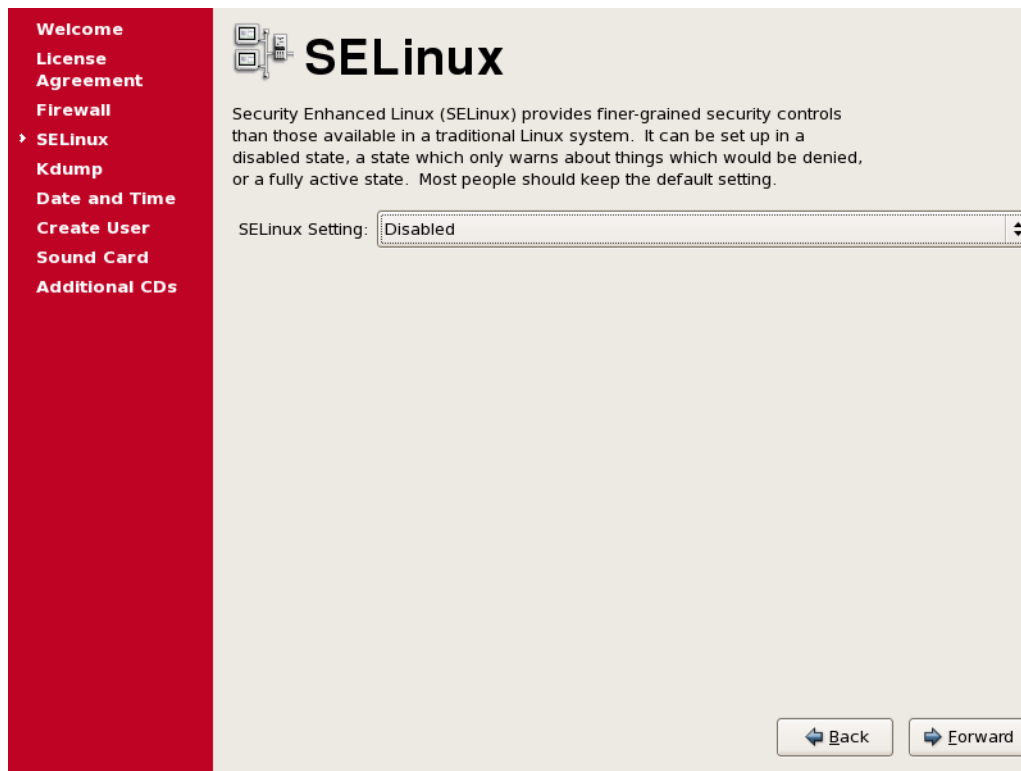 Welcome
License
Agreement
Firewall
SELinux
Kdump
Date and Time
Create User
Sound Card
Additional CDs
SELinux
Security Enhanced Linux (SELinux) provides finer-grained security controls
than those available in a traditional Linux system. It can be set up in a
disabled state, a state which only warns about things which would be denied,
or a fully active state. Most people should keep the default setting.
SELinux Setting: Disabled
Back Forward